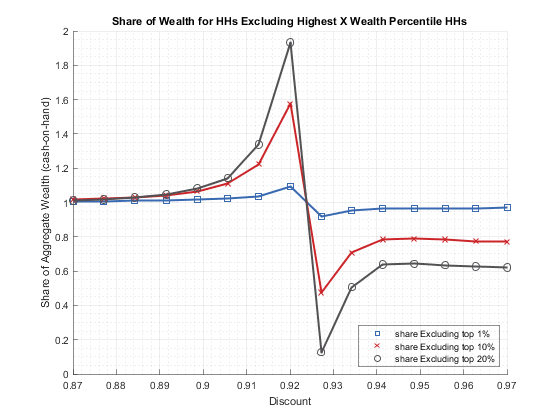 Share of Wealth for HHs Excluding Highest X Wealth Percentile HHs
2
1.8
1.6
1.4
1.2
1
0.8
0.6
0.4
0.2
0
Share of Aggregate Wealth (cash-on-hand)
share Excluding top 1%
share Excluding top 10%
share Excluding top 20%
0.87 0.88 0.89 0.9 0.91 0.92 0.93 0.94 0.95 0.96 0.97
Discount